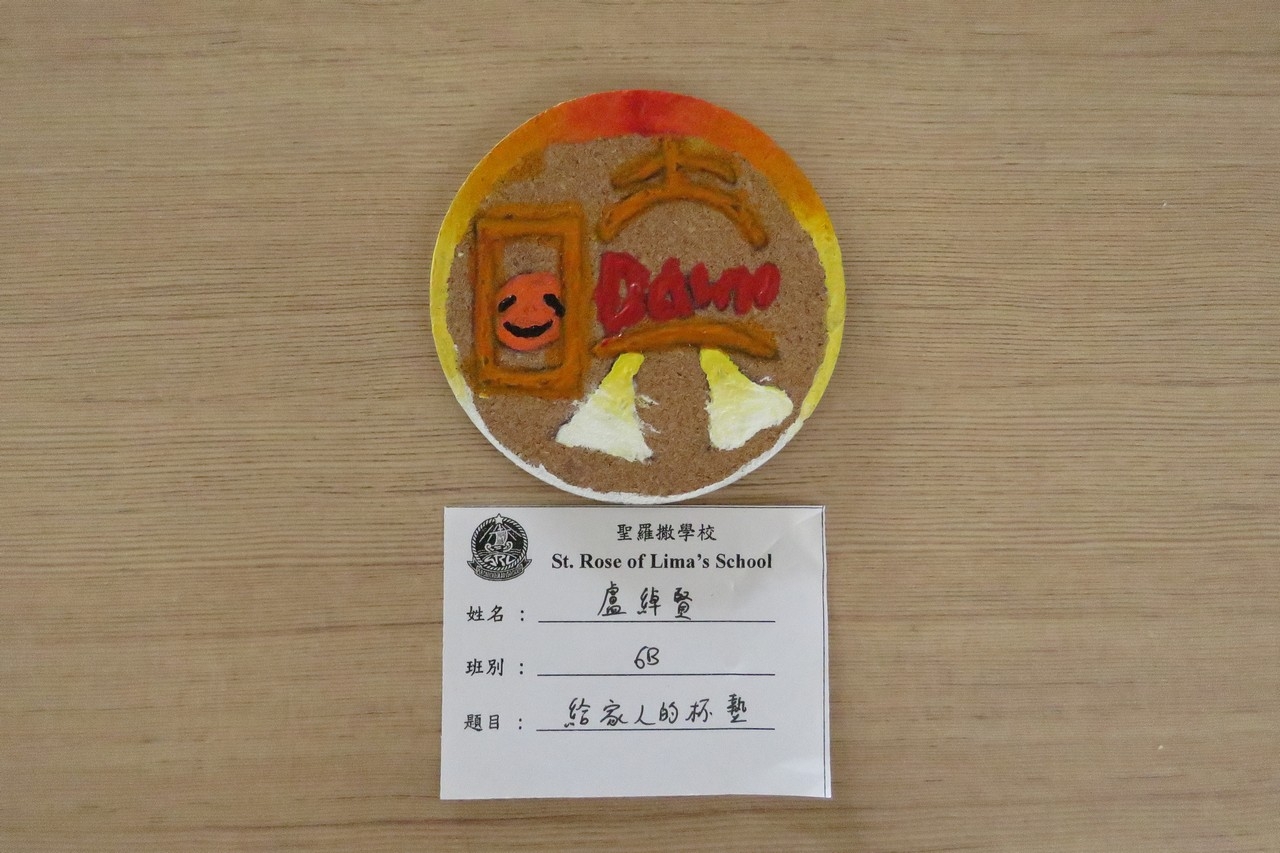 Dawn
聖羅撒學校
St. Rose of Lima's School
姓名：盧綽賢
班別：6B
題目：給家人的杯墊